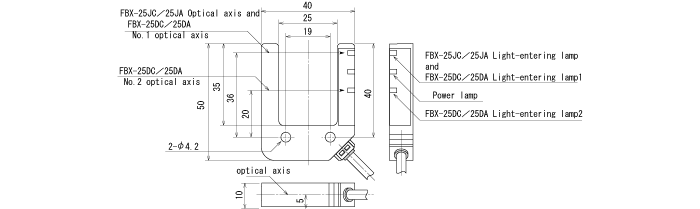 FBX-25JC／25JA Optical axis and
FBX-25DC／25DA
No.1 optical axis
FBX-25DC／25DA
No.2 optical axis
40
25
19
50
35
36
20
40
2-φ4.2
FBX-25JC／25JA Light-entering lamp
and
FBX-25DC／25DA Light-entering lamp1
Power lamp
FBX-25DC／25DA Light-entering lamp2
optical axis
10
5